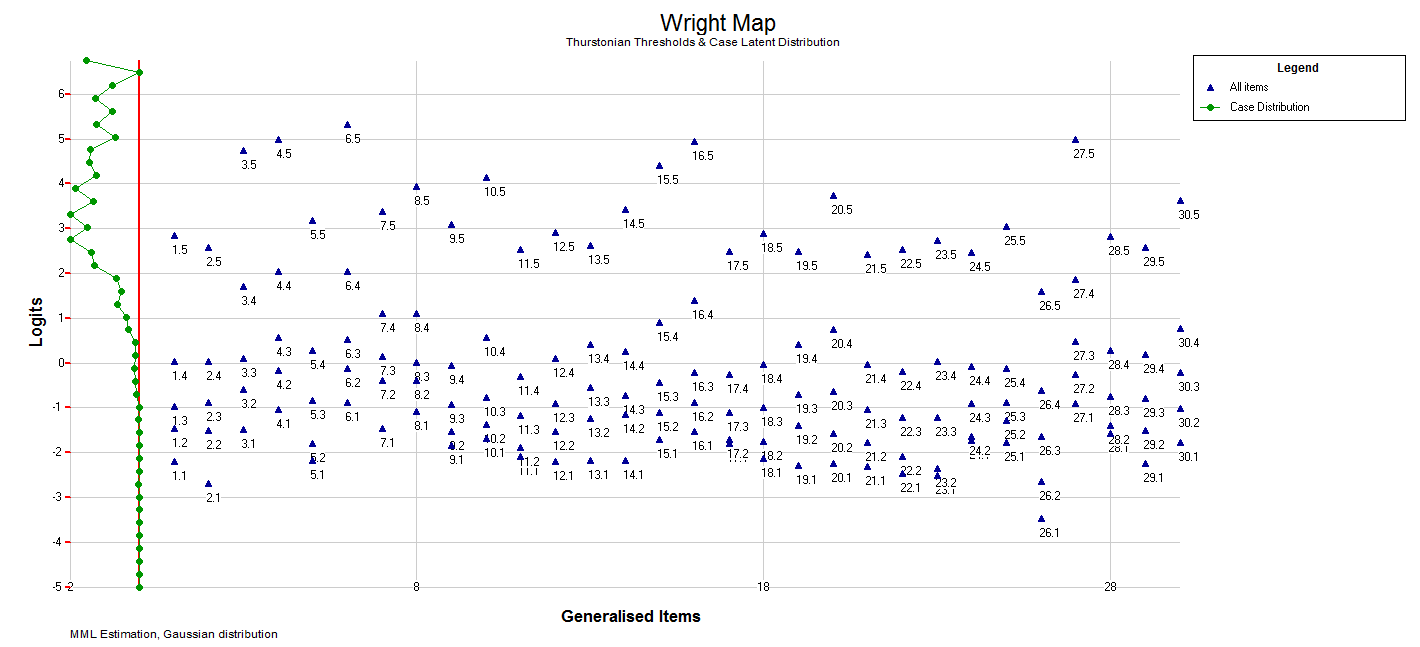 Wright Map
Thurstonian Thresholds & Case Latent Distribution
Legend
All items
Case Distribution
Logits
6
5
4
3
2
1
0
-1
-2
-3
-4
-5
-2
8
18
28
6.5
4.5 27.5
3.5 16.5
15.5
10.5
8.5
20.5 30.5
7.5 14.5
5.5 9.5 25.5
1.5 12.5 18.5 23.5 28.5
2.5 11.5 13.5 17.5 19.5 21.5 22.5 24.5 29.5
4.4 6.4
3.4 27.4
16.4 26.5
7.4 8.4
15.4 20.4 30.4
4.3 6.3 10.4 27.3
5.4 13.4 14.4 19.4 28.4
1.4 2.4 3.3 7.3 8.3 9.4 12.4 18.4 21.4 23.4 29.4
4.2 6.2 11.4 16.3 17.4 22.4 24.4 25.4 30.3
3.2 7.2 8.2 13.3 15.3 26.4 27.2
1.3 2.3 5.3 6.1 9.3 10.3 12.3 14.3 16.2 19.3 20.3 24.3 25.3 27.1 28.3 29.3
4.1 8.1 11.3 13.2 14.2 15.2 17.3 18.3 21.3 22.3 23.3 25.2 30.2
1.2 2.2 3.1 7.1 9.2 10.2 12.2 16.1 19.2 20.2 28.2 29.2
5.2 9.1 10.1 11.2 15.1 17.2 18.2 21.2 24.2 25.1 26.3 28.1 30.1
1.1 5.1 11.1 12.1 13.1 14.1 18.1 19.1 20.1 21.1 22.2 29.1
2.1 22.1 23.2 23.1 26.2
26.1
Generalised Items
MML Estimation, Gaussian distribution